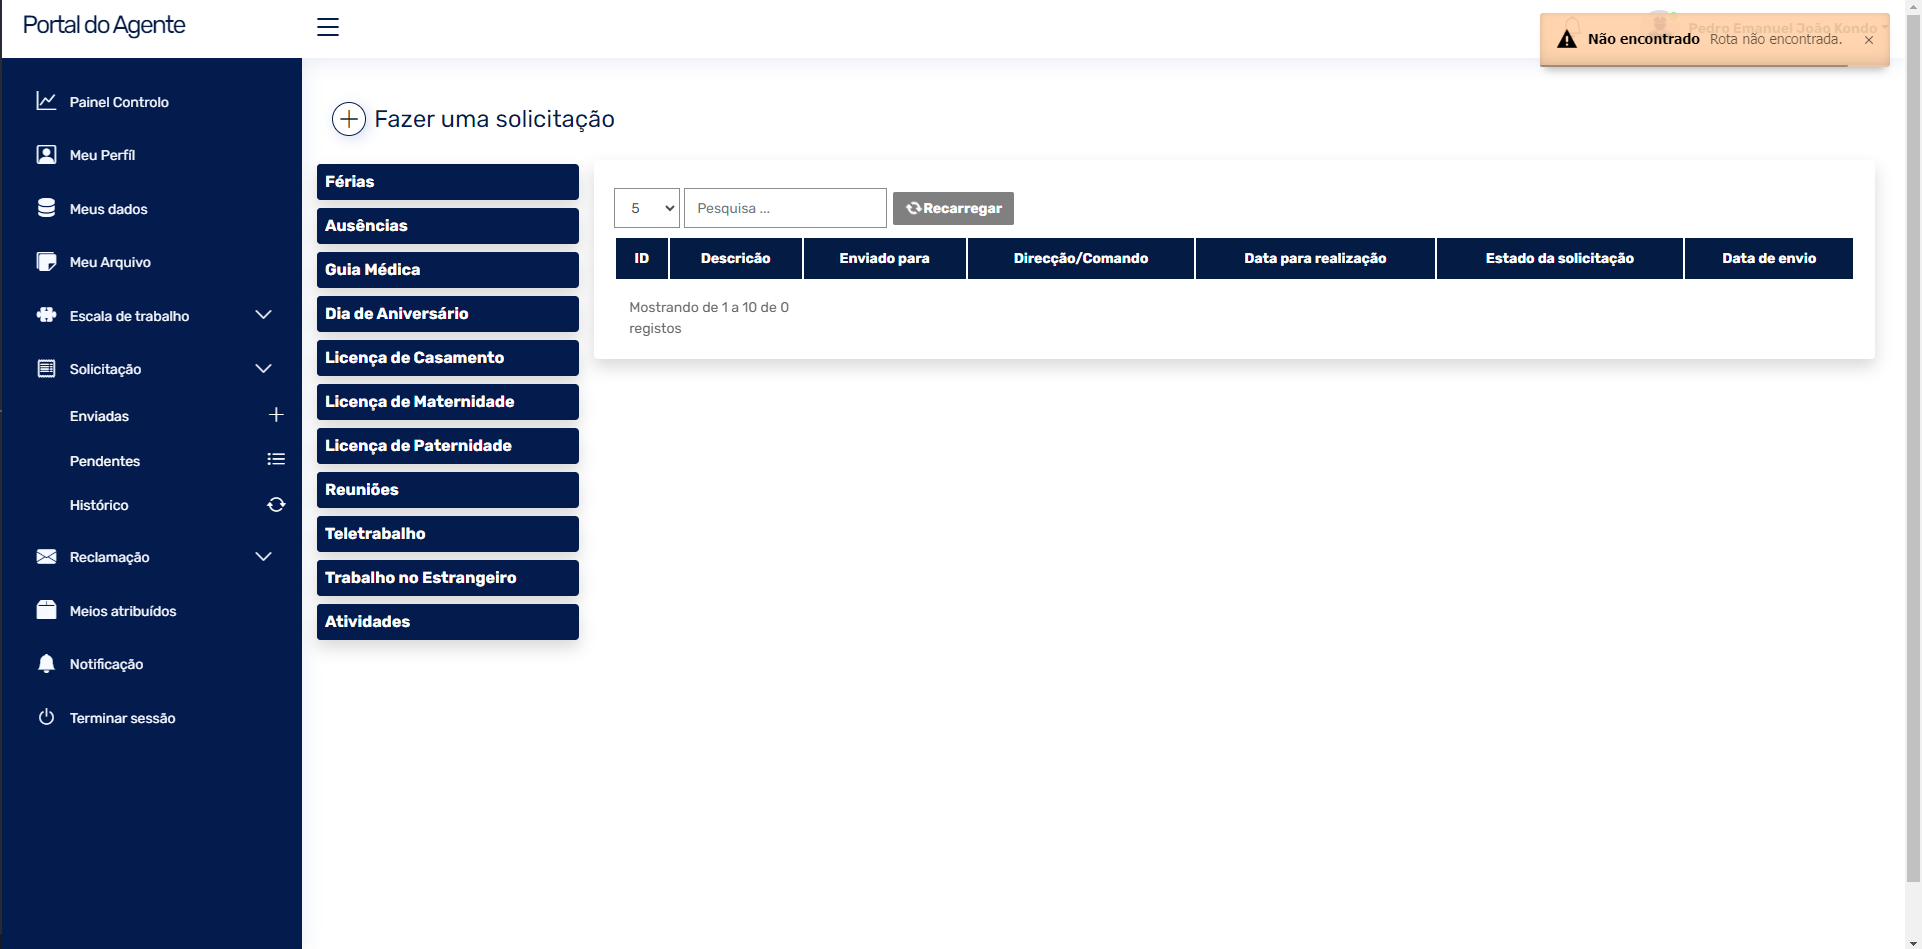 Portal do Agente
Pedro Emanuel João Kondo
Não encontrado Rota não encontrada. ×
Painel Controlo
Meu Perfíl
Meus dados
Meu Arquivo
Escala de trabalho
Solicitação
Enviadas
Pendentes
Histórico
Reclamação
Meios atribuídos
Notificação
Terminar sessão
Fazer uma solicitação
Férias
Ausências
Guia Médica
Dia de Aniversário
Licença de Casamento
Licença de Maternidade
Licença de Paternidade
Reuniões
Teletrabalho
Trabalho no Estrangeiro
Atividades
5 Pesquisa ... Recarregar
ID Descricão Enviado para Direcção/Comando Data para realização Estado da solicitação Data de envio
Mostrando de 1 a 10 de 0
registos